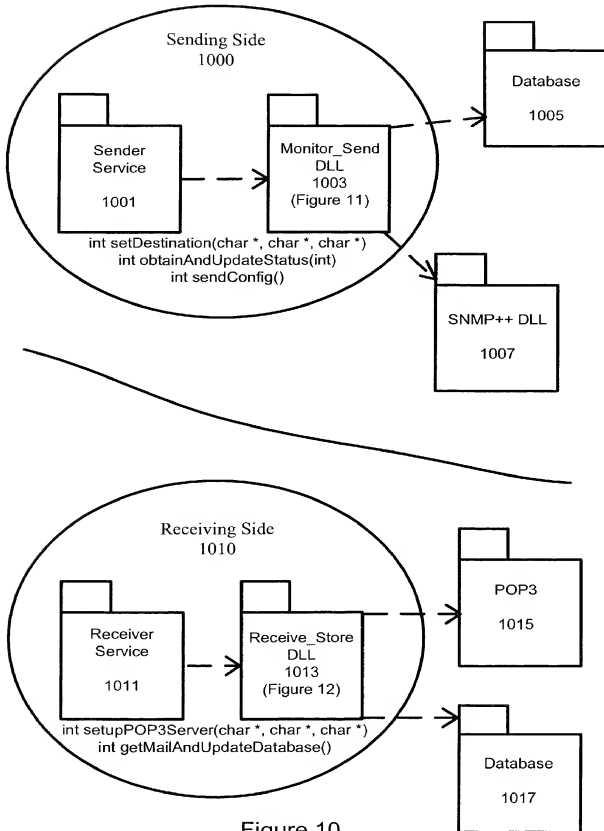 Sending Side
1000
Sender
Service
1001
Monitor_Send
DLL
1003
(Figure 11)
int setDestination(char *, char *, char *)
int obtainAndUpdateStatus(int)
int sendConfig()
Database
1005
SNMP++ DLL
1007
Receiving Side
1010
Receiver
Service
1011
Receive_Store
DLL
1013
(Figure 12)
int setupPOP3Server(char *, char *, char *)
int getMailAndUpdateDatabase()
POP3
1015
Database
1017
Figure 10